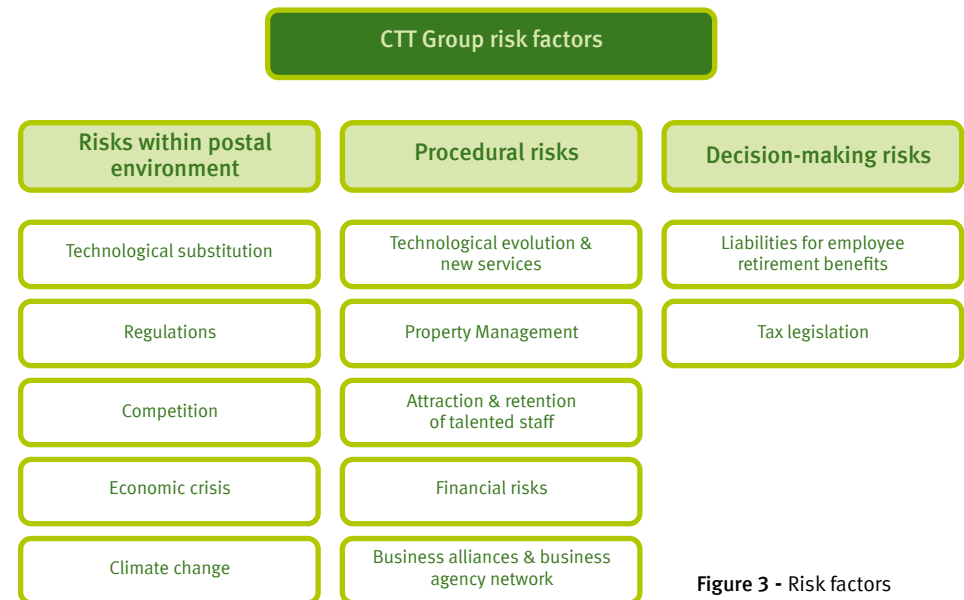 CTT Group risk factors
Risks within postal
environment
Technological substitution
Regulations
Competition
Economic crisis
Climate change
Procedural risks
Technological evolution &
new services
Property Management
Attraction & retention
of talented staff
Financial risks
Business alliances & business
agency network
Decision-making risks
Liabilities for employee
retirement benefits
Tax legislation
Figure 3 - Risk factors